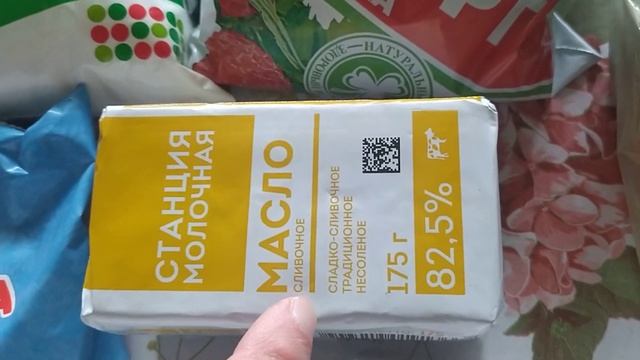 СТАНЦИЯ
МОЛОЧНАЯ
МАСЛО
СЛИВОЧНОЕ
СЛАДКО-СЛИВОЧНОЕ
ТРАДИЦИОННОЕ
НЕСОЛЕНОЕ
175 г
82,5%